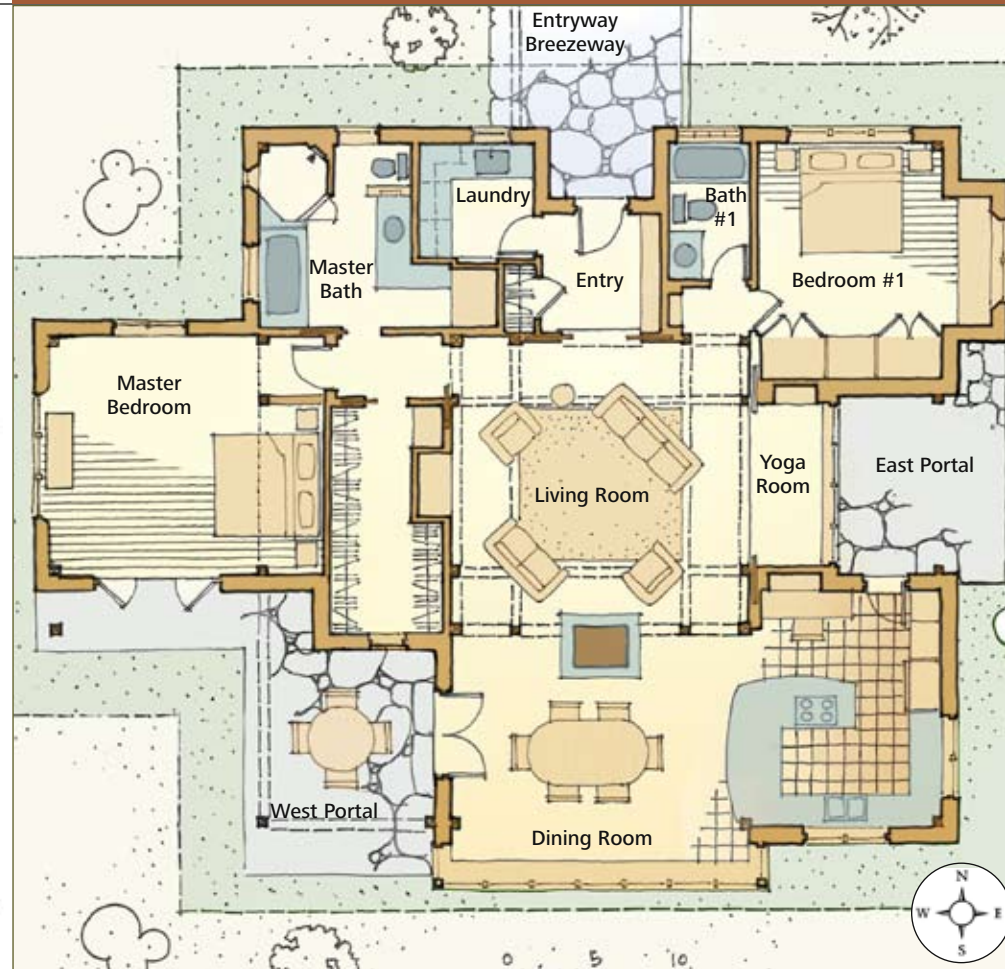 Entryway
Breezeway
Laundry
Bath
#1
Master
Bath
Entry
Bedroom #1
Master
Bedroom
Living Room
Yoga
Room
East Portal
West Portal
Dining Room
N
W E
S
0 5 10